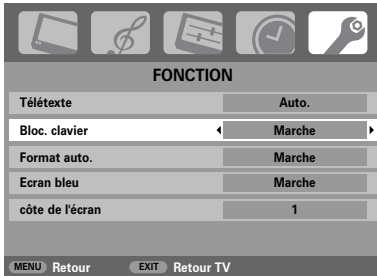 FONCTION
Télétexte Auto.
Bloc. clavier Marche
Format auto. Marche
Ecran bleu Marche
côte de l'écran 1
MENU Retour EXIT Retour TV